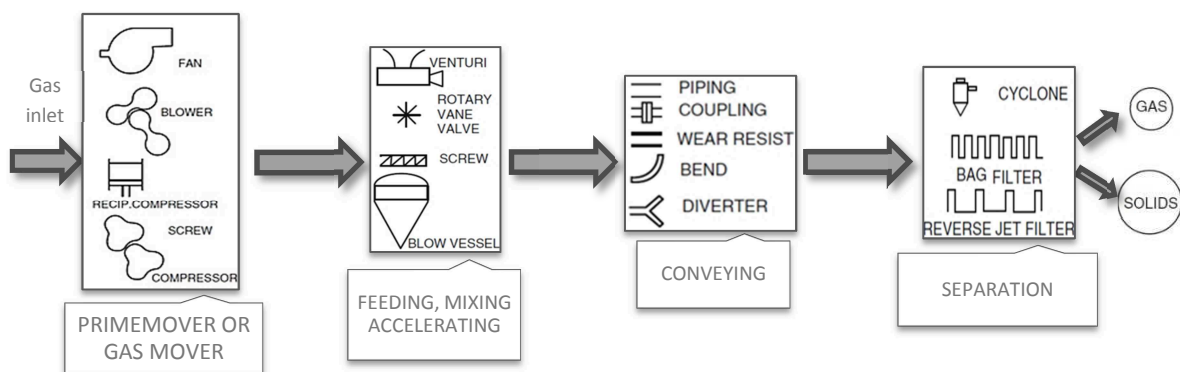 Gas
inlet
FAN
BLOWER
RECIP.COMPRESSOR
SCREW
COMPRESSOR
PRIMEMOVER OR
GAS MOVER
VENTURI
ROTARY
VANE
VALVE
SCREW
BLOW VESSEL
FEEDING, MIXING
ACCELERATING
PIPING
COUPLING
WEAR RESIST
BEND
DIVERTER
CONVEYING
CYCLONE
BAG FILTER
REVERSE JET FILTER
SEPARATION
GAS
SOLIDS